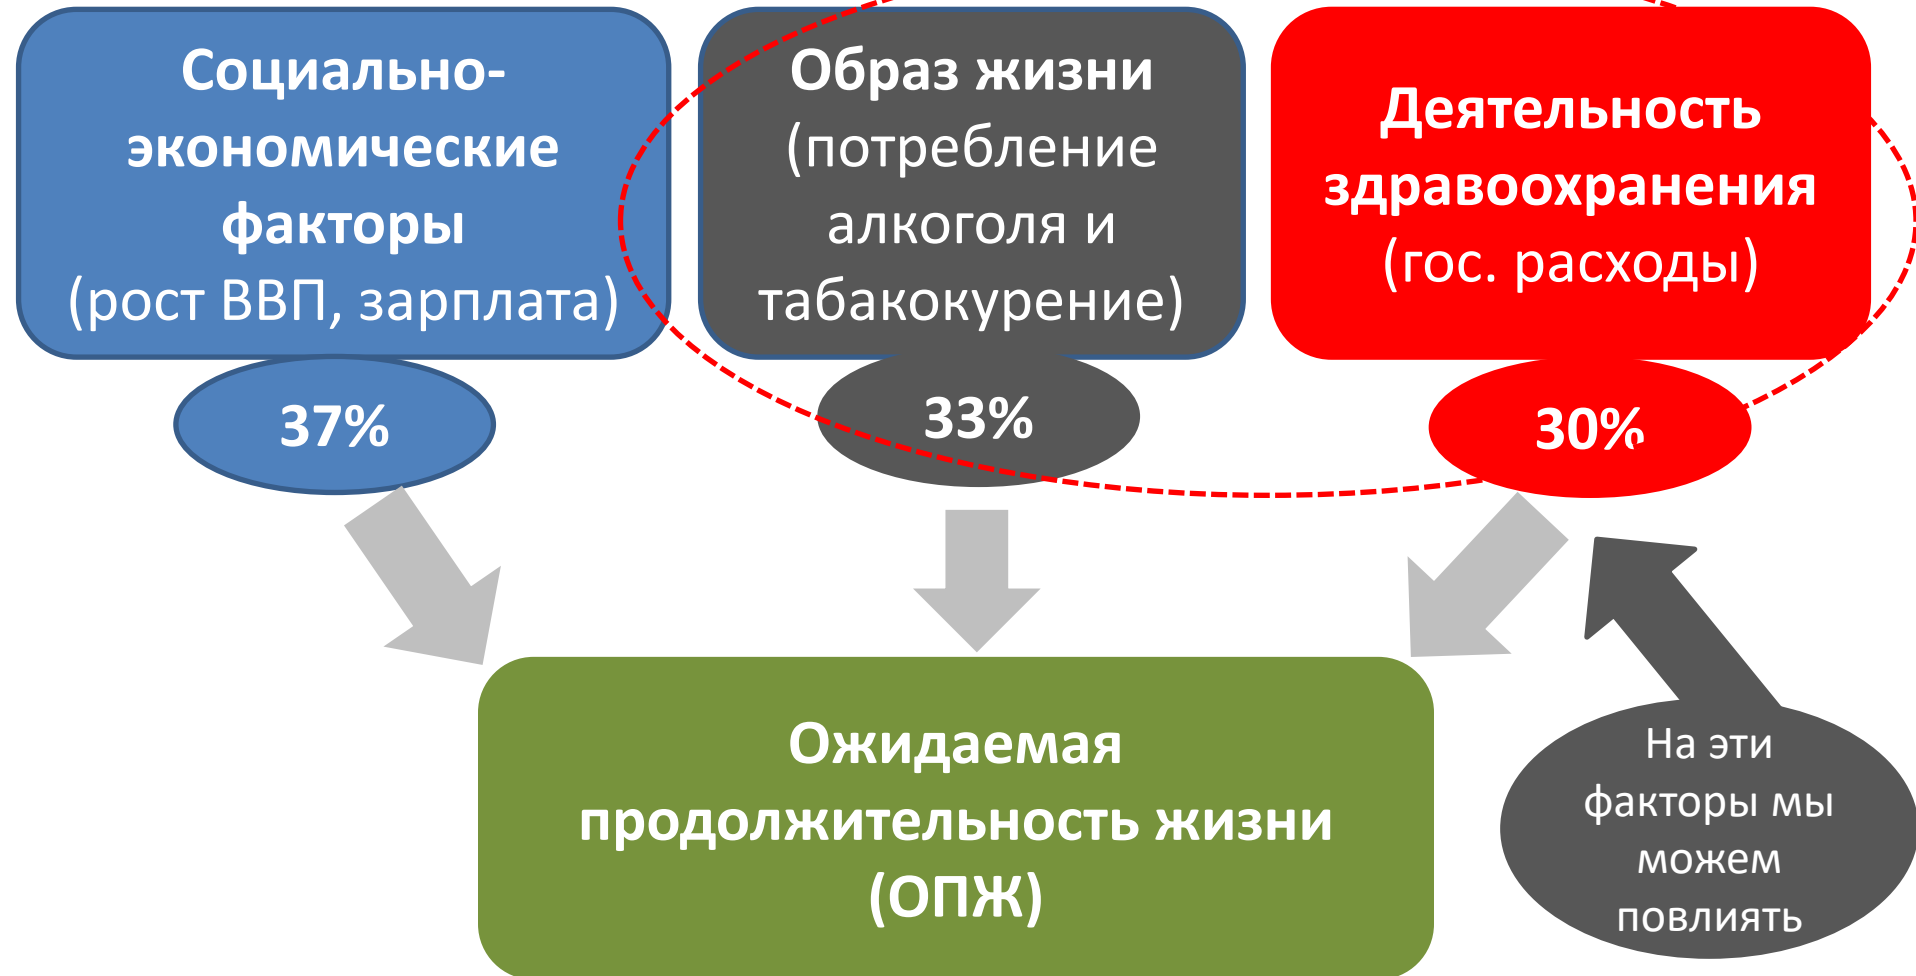 Социально-
экономические
факторы
(рост ВВП, зарплата)
37%
Образ жизни
(потребление
алкоголя и
табакокурение)
33%
Деятельность
здравоохранения
(гос. расходы)
30%
Ожидаемая
продолжительность жизни
(ОПЖ)
На эти
факторы мы
можем
повлиять